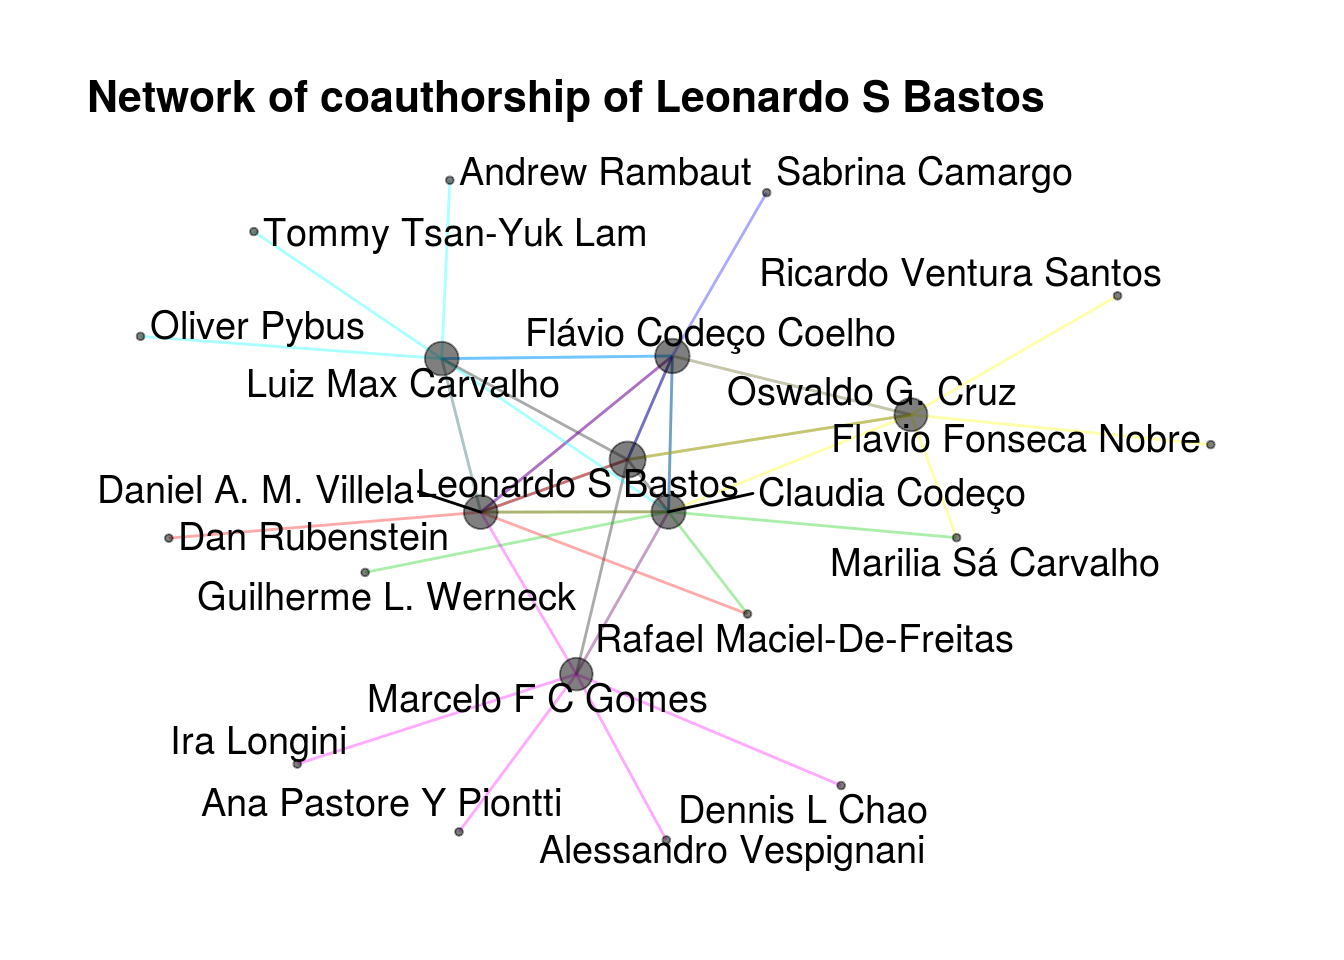 Network of coauthorship of Leonardo S Bastos
Andrew Rambaut
Sabrina Camargo
Tommy Tsan-Yuk Lam
Ricardo Ventura Santos
Oliver Pybus
Flávio Codeço Coelho
Luiz Max Carvalho
Oswaldo G. Cruz
Flavio Fonseca Nobre
Daniel A. M. Villela
Leonardo S Bastos
Claudia Codeço
Dan Rubenstein
Marilia Sá Carvalho
Guilherme L. Werneck
Rafael Maciel-De-Freitas
Marcelo F C Gomes
Ira Longini
Ana Pastore Y Piontti
Dennis L Chao
Alessandro Vespignani